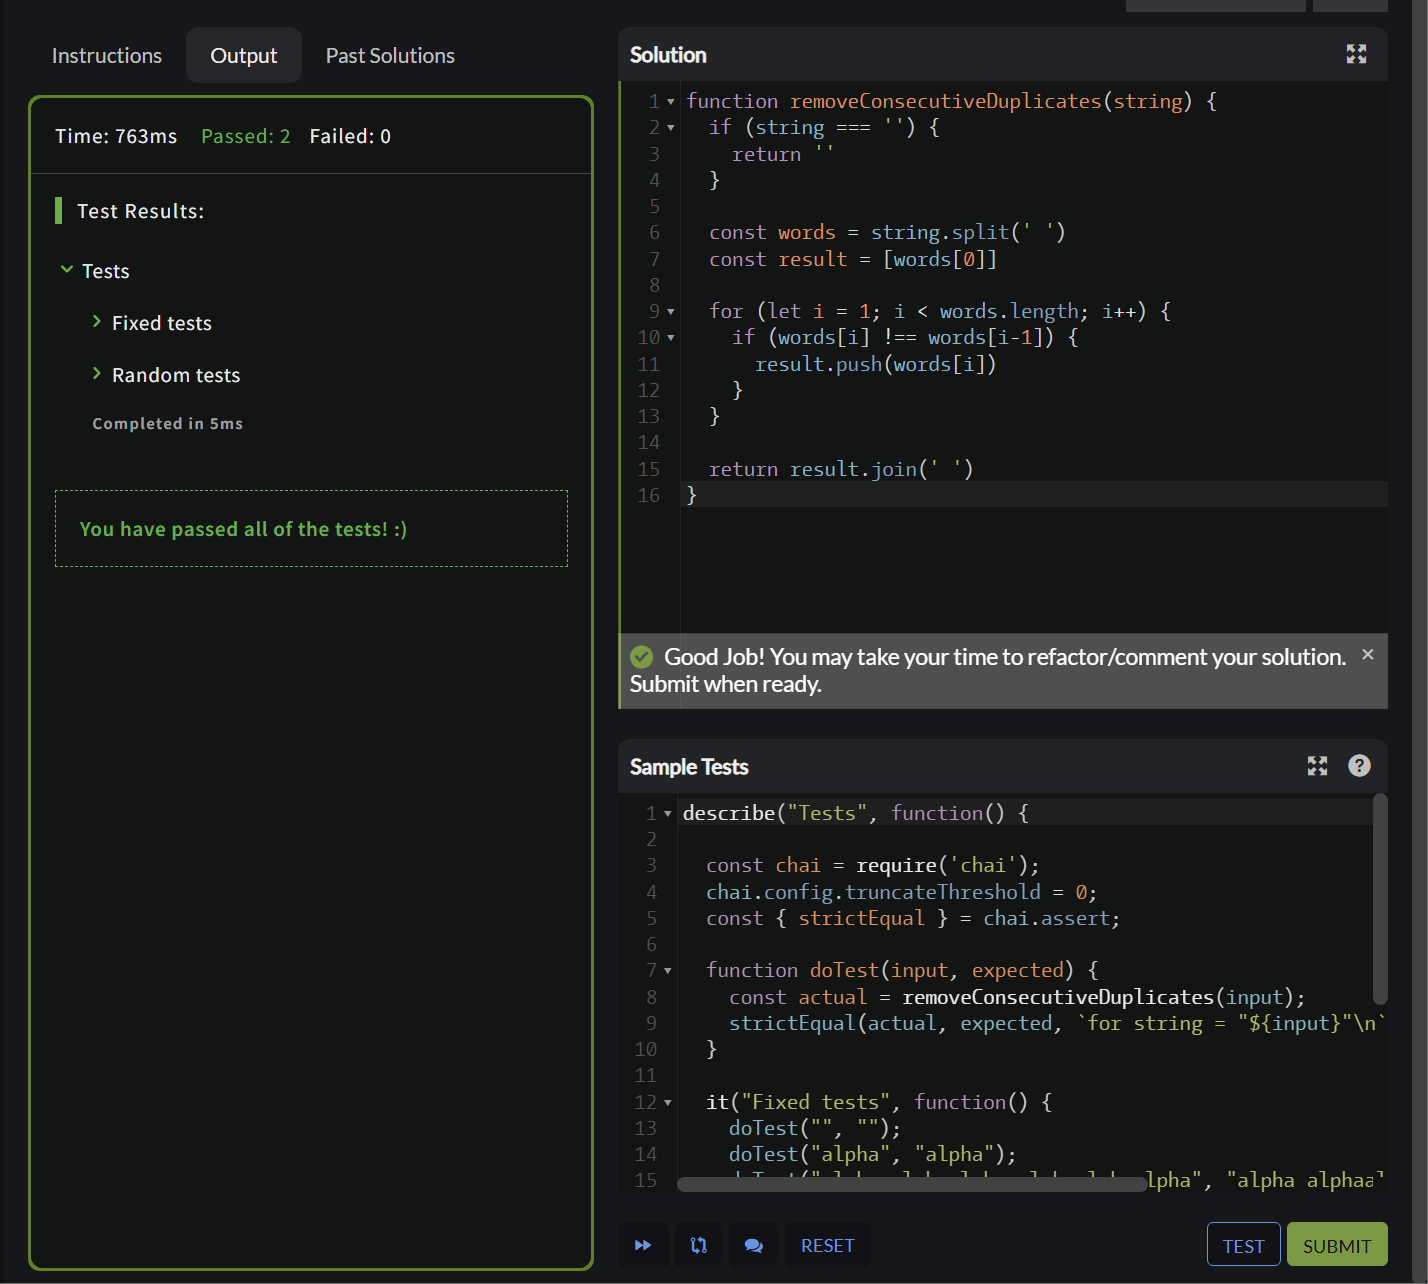 Instructions
Output
Past Solutions
Time: 763ms Passed: 2 Failed: 0
Test Results:
Tests
Fixed tests
Random tests
Completed in 5ms
You have passed all of the tests! :)
Solution
1 function removeConsecutiveDuplicates(string) {
2   if (string === '') {
3     return ''
4   }
5
6   const words = string.split(' ')
7   const result = [words[0]]
8
9   for (let i = 1; i < words.length; i++) {
10     if (words[i] !== words[i-1]) {
11       result.push(words[i])
12     }
13   }
14
15   return result.join(' ')
16 }
Good Job! You may take your time to refactor/comment your solution.
Submit when ready.
Sample Tests
1 describe("Tests", function() {
2
3   const chai = require('chai');
4   chai.config.truncateThreshold = 0;
5   const { strictEqual } = chai.assert;
6
7   function doTest(input, expected) {
8     const actual = removeConsecutiveDuplicates(input);
9     strictEqual(actual, expected, `for string = "${input}"\n`
10   }
11
12   it("Fixed tests", function() {
13     doTest("", "");
14     doTest("alpha", "alpha");
15 lpha", "alpha alphaa
RESET
TEST
SUBMIT